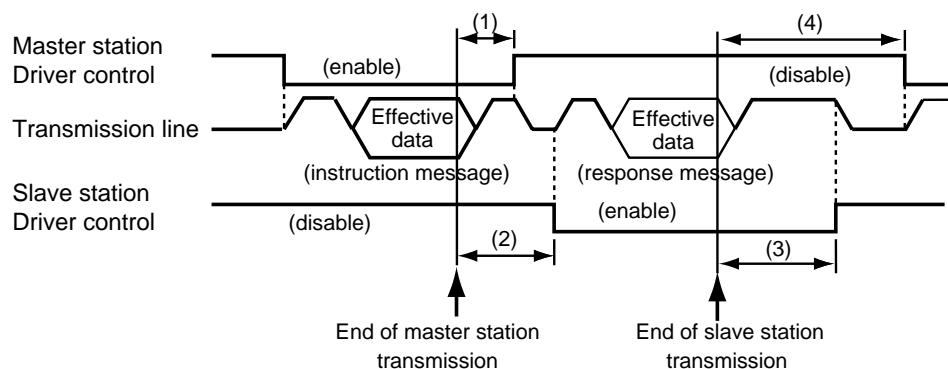 (1)
(4)
Master station
Driver control
(enable)
(disable)
Transmission line
Effective
data
Effective
data
(instruction message)
(response message)
Slave station
Driver control
(disable)
(enable)
(2)
(3)
End of master station
transmission
End of slave station
transmission